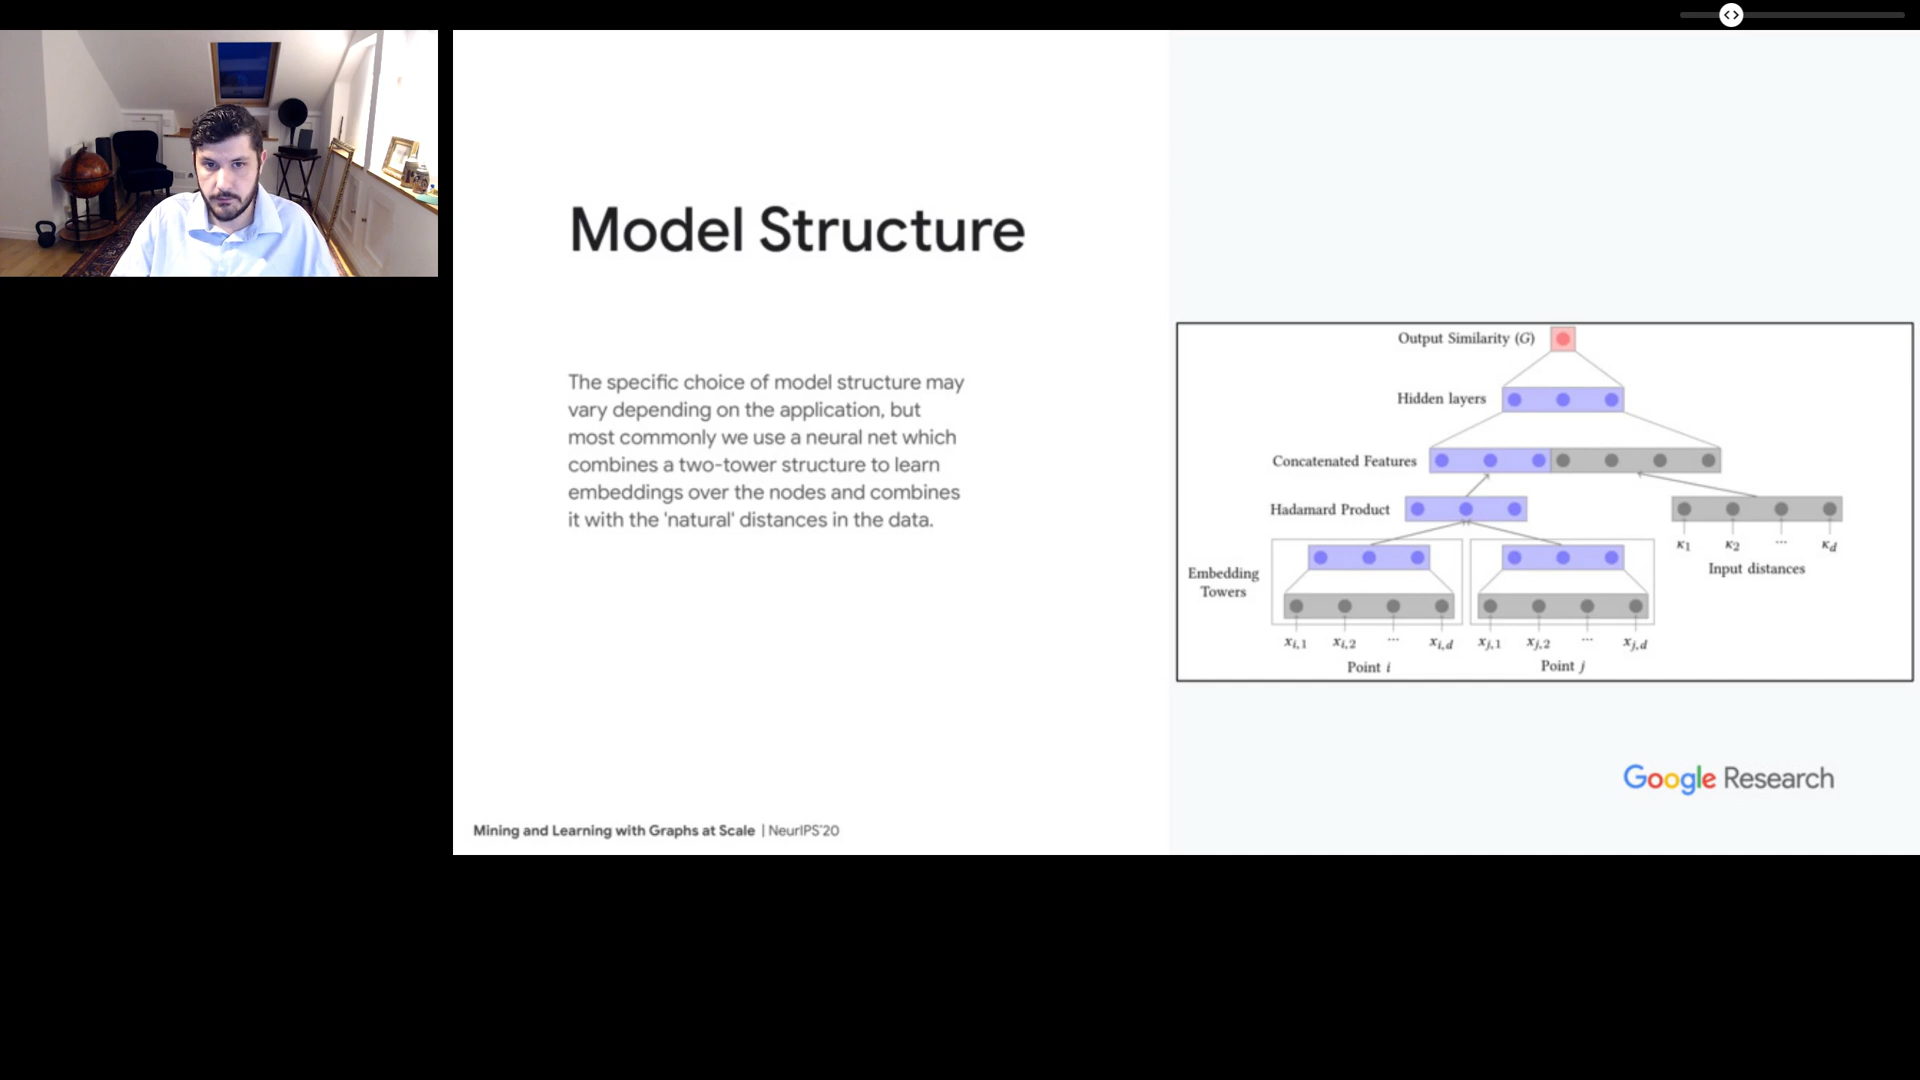 Model Structure
The specific choice of model structure may
vary depending on the application, but
most commonly we use a neural net which
combines a two-tower structure to learn
embeddings over the nodes and combines
it with the 'natural' distances in the data.
Output Similarity (G)
Hidden layers
Concatenated Features
Hadamard Product
κ1 κ2 ... κd
Input distances
Embedding
Towers
xi,1 xi,2 ... xi,d xj,1 xj,2 ... xj,d
Point i Point j
Google Research
Mining and Learning with Graphs at Scale | NeurIPS'20